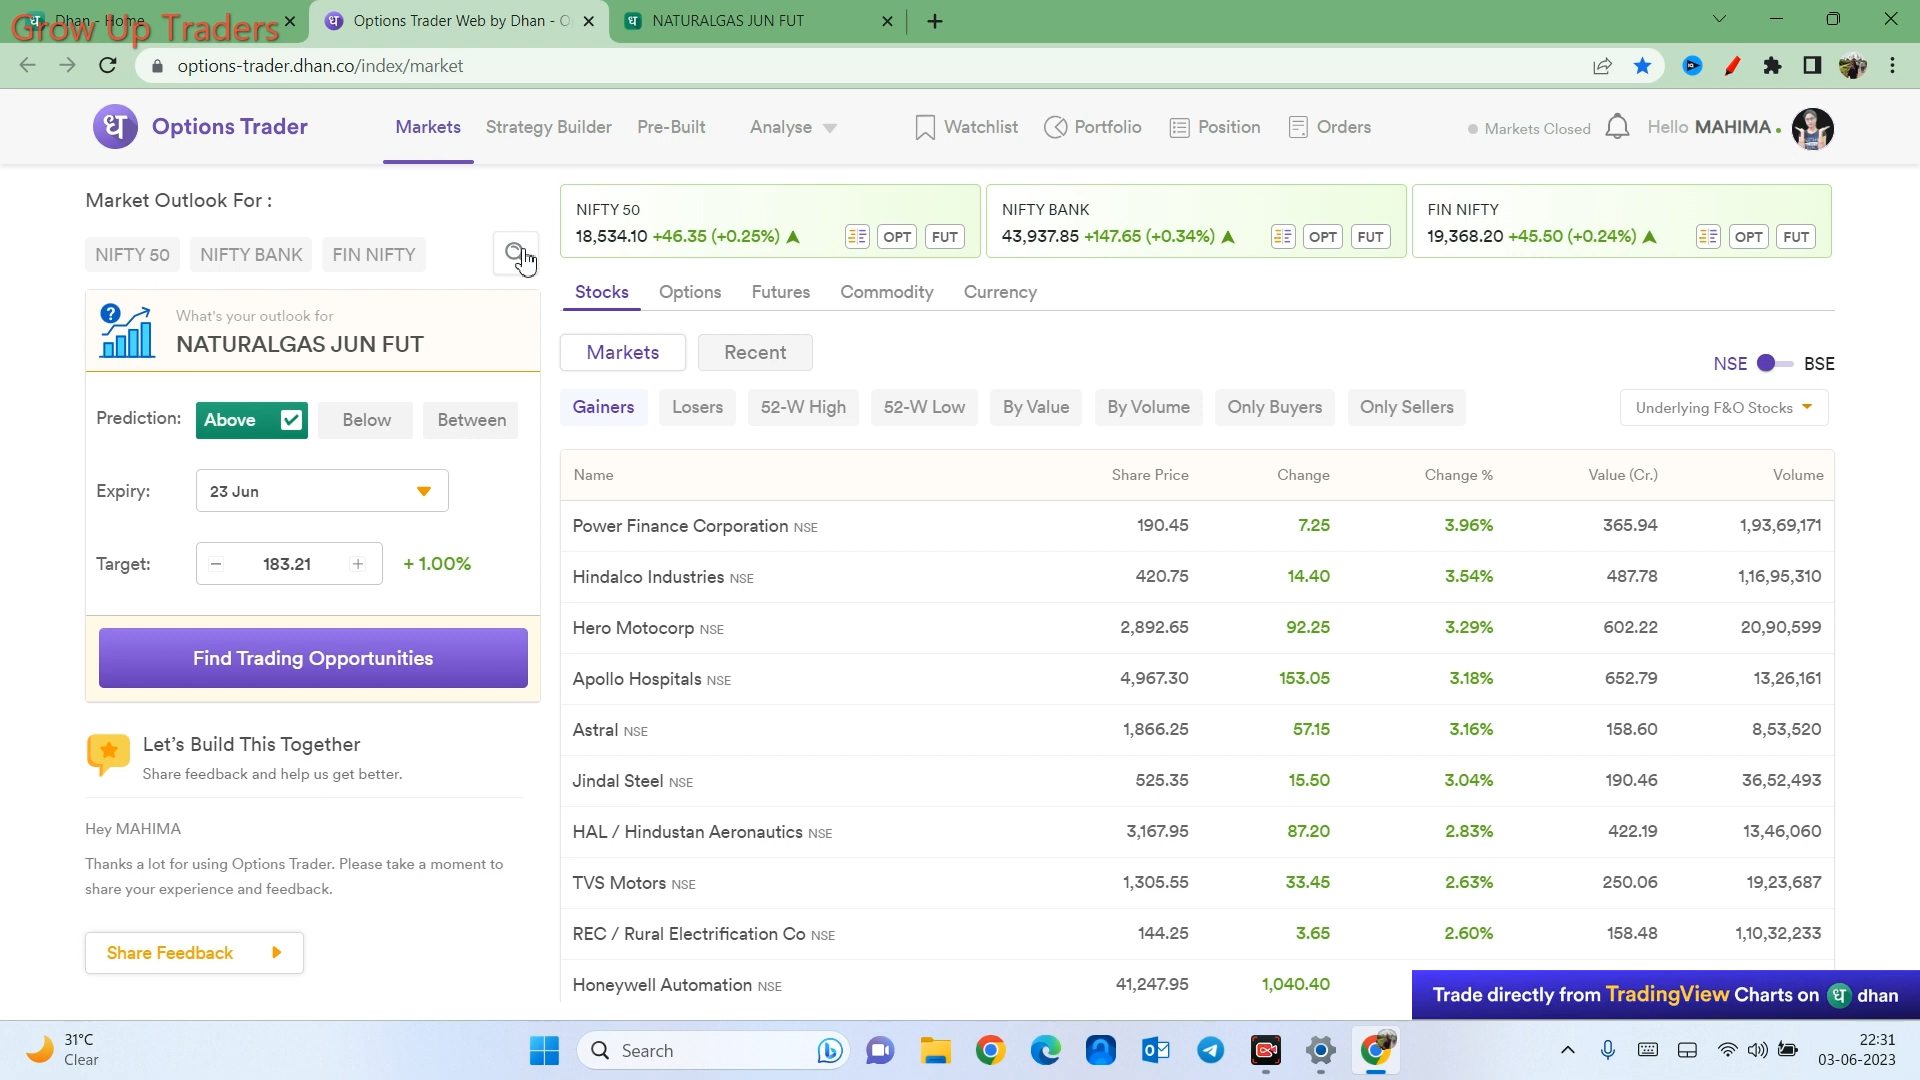 Grow Up Traders
Dhan - Home
Options Trader Web by Dhan - O
NATURALGAS JUN FUT
options-trader.dhan.co/index/market
Options Trader
Markets
Strategy Builder
Pre-Built
Analyse
Watchlist
Portfolio
Position
Orders
Markets Closed
Hello MAHIMA
Market Outlook For :
NIFTY 50
NIFTY BANK
FIN NIFTY
What's your outlook for
NATURALGAS JUN FUT
Prediction: Above Below Between
Expiry: 23 Jun
Target: − 183.21 + + 1.00%
Find Trading Opportunities
Let's Build This Together
Share feedback and help us get better.
Hey MAHIMA
Thanks a lot for using Options Trader. Please take a moment to
share your experience and feedback.
Share Feedback
NIFTY 50
18,534.10 +46.35 (+0.25%) OPT FUT
NIFTY BANK
43,937.85 +147.65 (+0.34%) OPT FUT
FIN NIFTY
19,368.20 +45.50 (+0.24%) OPT FUT
Stocks Options Futures Commodity Currency
Markets Recent
NSE BSE
Gainers Losers 52-W High 52-W Low By Value By Volume Only Buyers Only Sellers
Underlying F&O Stocks
Name Share Price Change Change % Value (Cr.) Volume
Power Finance Corporation NSE 190.45 7.25 3.96% 365.94 1,93,69,171
Hindalco Industries NSE 420.75 14.40 3.54% 487.78 1,16,95,310
Hero Motocorp NSE 2,892.65 92.25 3.29% 602.22 20,90,599
Apollo Hospitals NSE 4,967.30 153.05 3.18% 652.79 13,26,161
Astral NSE 1,866.25 57.15 3.16% 158.60 8,53,520
Jindal Steel NSE 525.35 15.50 3.04% 190.46 36,52,493
HAL / Hindustan Aeronautics NSE 3,167.95 87.20 2.83% 422.19 13,46,060
TVS Motors NSE 1,305.55 33.45 2.63% 250.06 19,23,687
REC / Rural Electrification Co NSE 144.25 3.65 2.60% 158.48 1,10,32,233
Honeywell Automation NSE 41,247.95 1,040.40
Trade directly from TradingView Charts on dhan
31°C
Clear
Search
22:31
03-06-2023